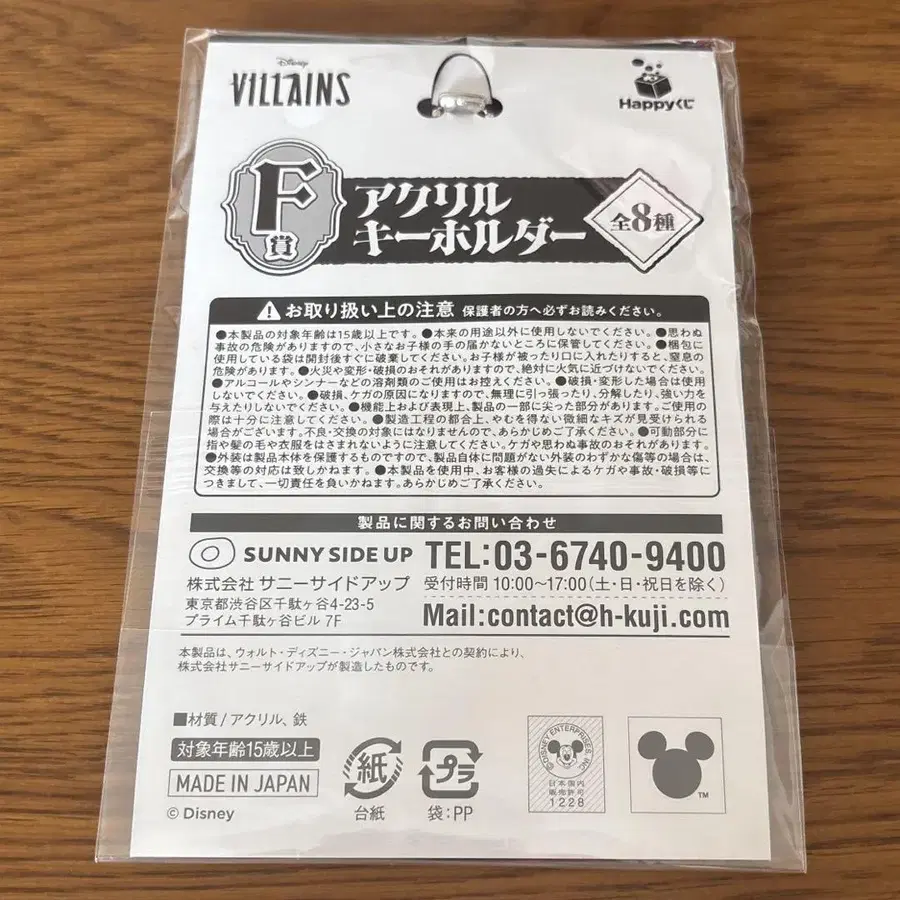 Disney
VILLAINS
Happyくじ
F賞
アクリル
キーホルダー
全8種
お取り扱い上の注意 保護者の方へ必ずお読みください。
●本製品の対象年齢は15歳以上です。●本来の用途以外に使用しないでください。●思わぬ
事故の危険がありますので、小さなお子様の手の届かないところに保管してください。●梱包に
使用している袋は開封後すぐに破棄してください。お子様が被ったり口に入れたりすると、窒息の
危険があります。●火災や変形・破損のおそれがありますので、絶対に火気に近づけないでください。
●アルコールやシンナーなどの溶剤類のご使用はお控えください。●破損・変形した場合は使用
しないでください。●破損、ケガの原因になりますので、無理に引っ張ったり、分解したり、強い力を
与えたりしないでください。●機能上および表現上、製品の一部に尖った部分があります。ご使用の
際は十分に注意してください。●製造工程の都合上、やむを得ない微細なキズが見受けられる
場合がございます。不良・交換の対象にはなりませんので、あらかじめご了承ください。●可動部分に
指や髪の毛や衣服をはさまれないように注意してください。ケガや思わぬ事故のおそれがあります。
●外装は製品本体を保護するものですので、製品自体に問題がない外装のわずかな傷等の場合は、
交換等の対応は致しかねます。●本製品を使用中、お客様の過失によるケガや事故・破損等に
つきまして、一切責任を負いかねます。あらかじめご了承ください。
製品に関するお問い合わせ
SUNNY SIDE UP
株式会社 サニーサイドアップ
東京都渋谷区千駄ヶ谷4-23-5
プライム千駄ヶ谷ビル 7F
TEL:03-6740-9400
受付時間 10:00~17:00(土・日・祝日を除く)
Mail:contact@h-kuji.com
本製品は、ウォルト・ディズニー・ジャパン株式会社との契約により、
株式会社サニーサイドアップが製造したものです。
■材質/アクリル、鉄
対象年齢15歳以上
MADE IN JAPAN
© Disney
紙
台紙
プラ
袋:PP
©DISNEY ENTERPRISES, INC.
日本国内
販売許可
1228
TM